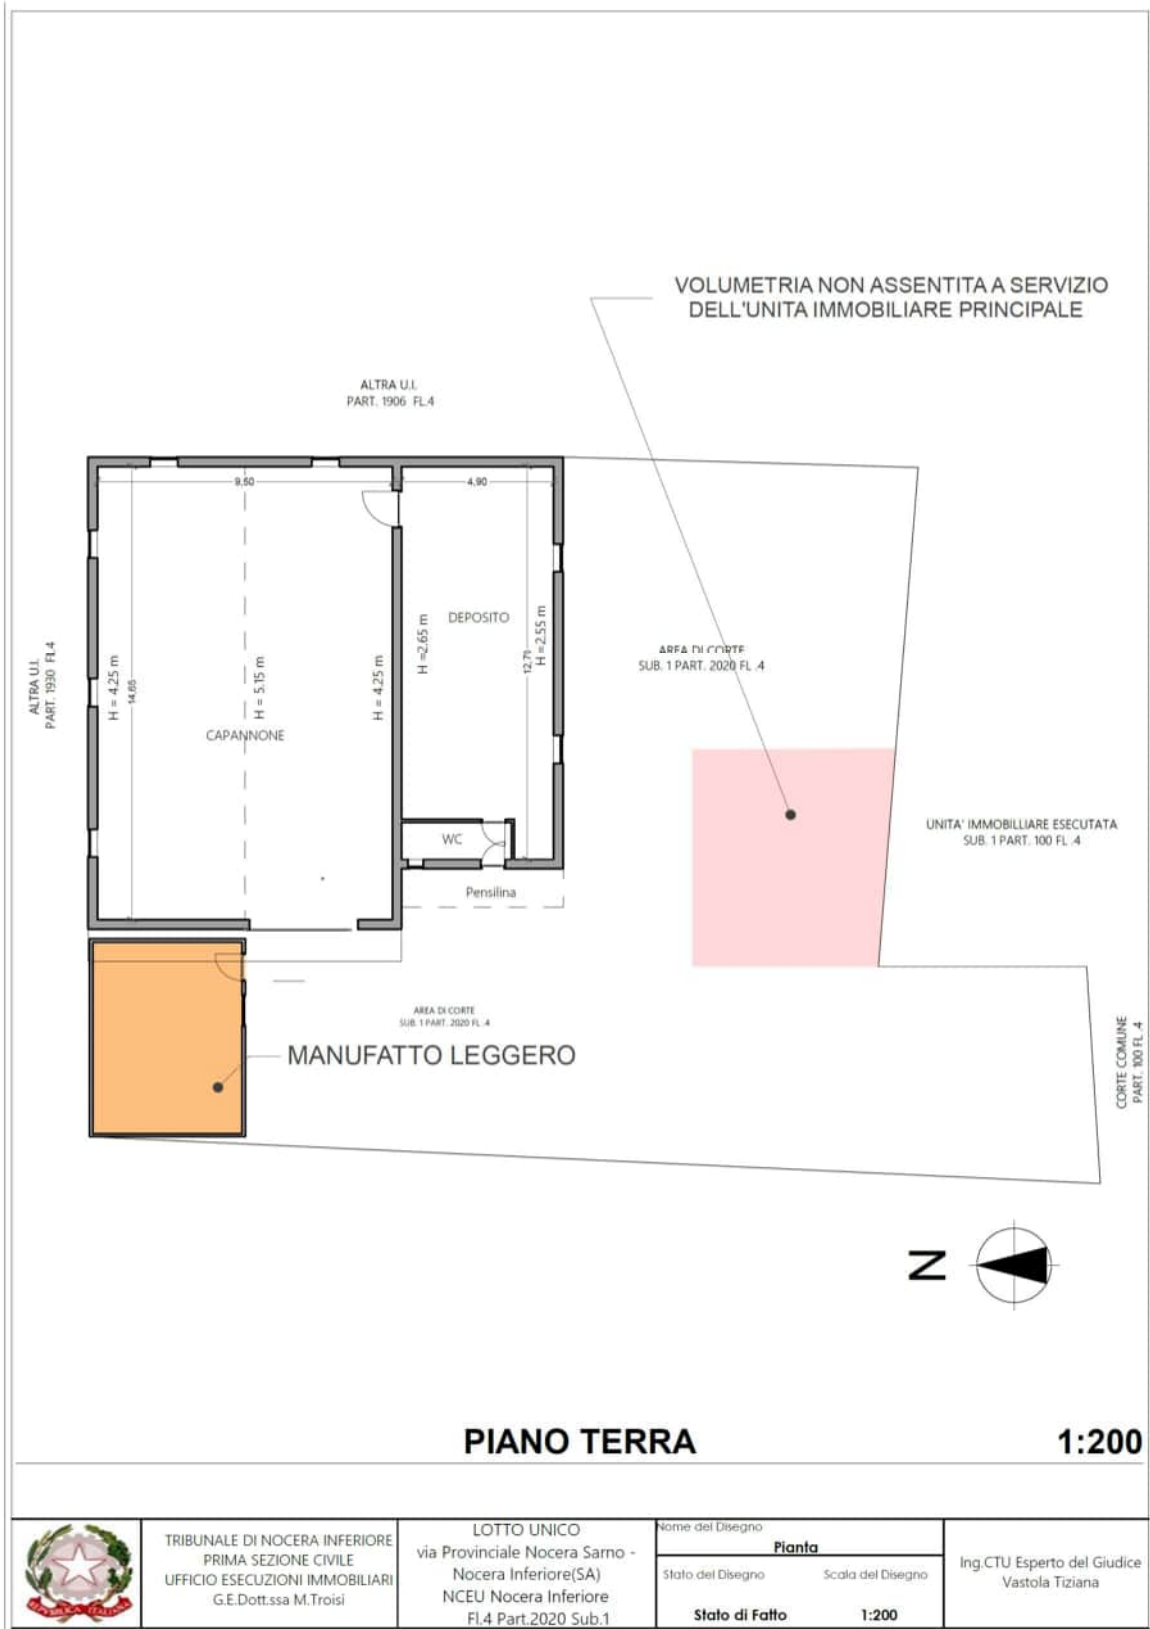 VOLUMETRIA NON ASSENTITA A SERVIZIO
DELL'UNITA IMMOBILIARE PRINCIPALE
ALTRA U.I.
PART. 1906 FL.4
9,50
4,90
DEPOSITO
H =2.65 m
12,71
H =2.55 m
AREA DI CORTE
SUB. 1 PART. 2020 FL .4
ALTRA U.I.
PART. 1930 Fl.4
H = 4.25 m
14,65
H = 5.15 m
H = 4.25 m
CAPANNONE
UNITA' IMMOBILLIARE ESECUTATA
SUB. 1 PART. 100 FL .4
WC
Pensilina
AREA DI CORTE
SUB. 1 PART. 2020 FL .4
MANUFATTO LEGGERO
CORTE COMUNE
PART. 100 FL .4
N
PIANO TERRA
1:200
REPVBBLICA ITALIANA
TRIBUNALE DI NOCERA INFERIORE
PRIMA SEZIONE CIVILE
UFFICIO ESECUZIONI IMMOBILIARI
G.E.Dott.ssa M.Troisi
LOTTO UNICO
via Provinciale Nocera Sarno -
Nocera Inferiore(SA)
NCEU Nocera Inferiore
Fl.4 Part.2020 Sub.1
Nome del Disegno
Pianta
Stato del Disegno
Scala del Disegno
Stato di Fatto
1:200
Ing.CTU Esperto del Giudice
Vastola Tiziana